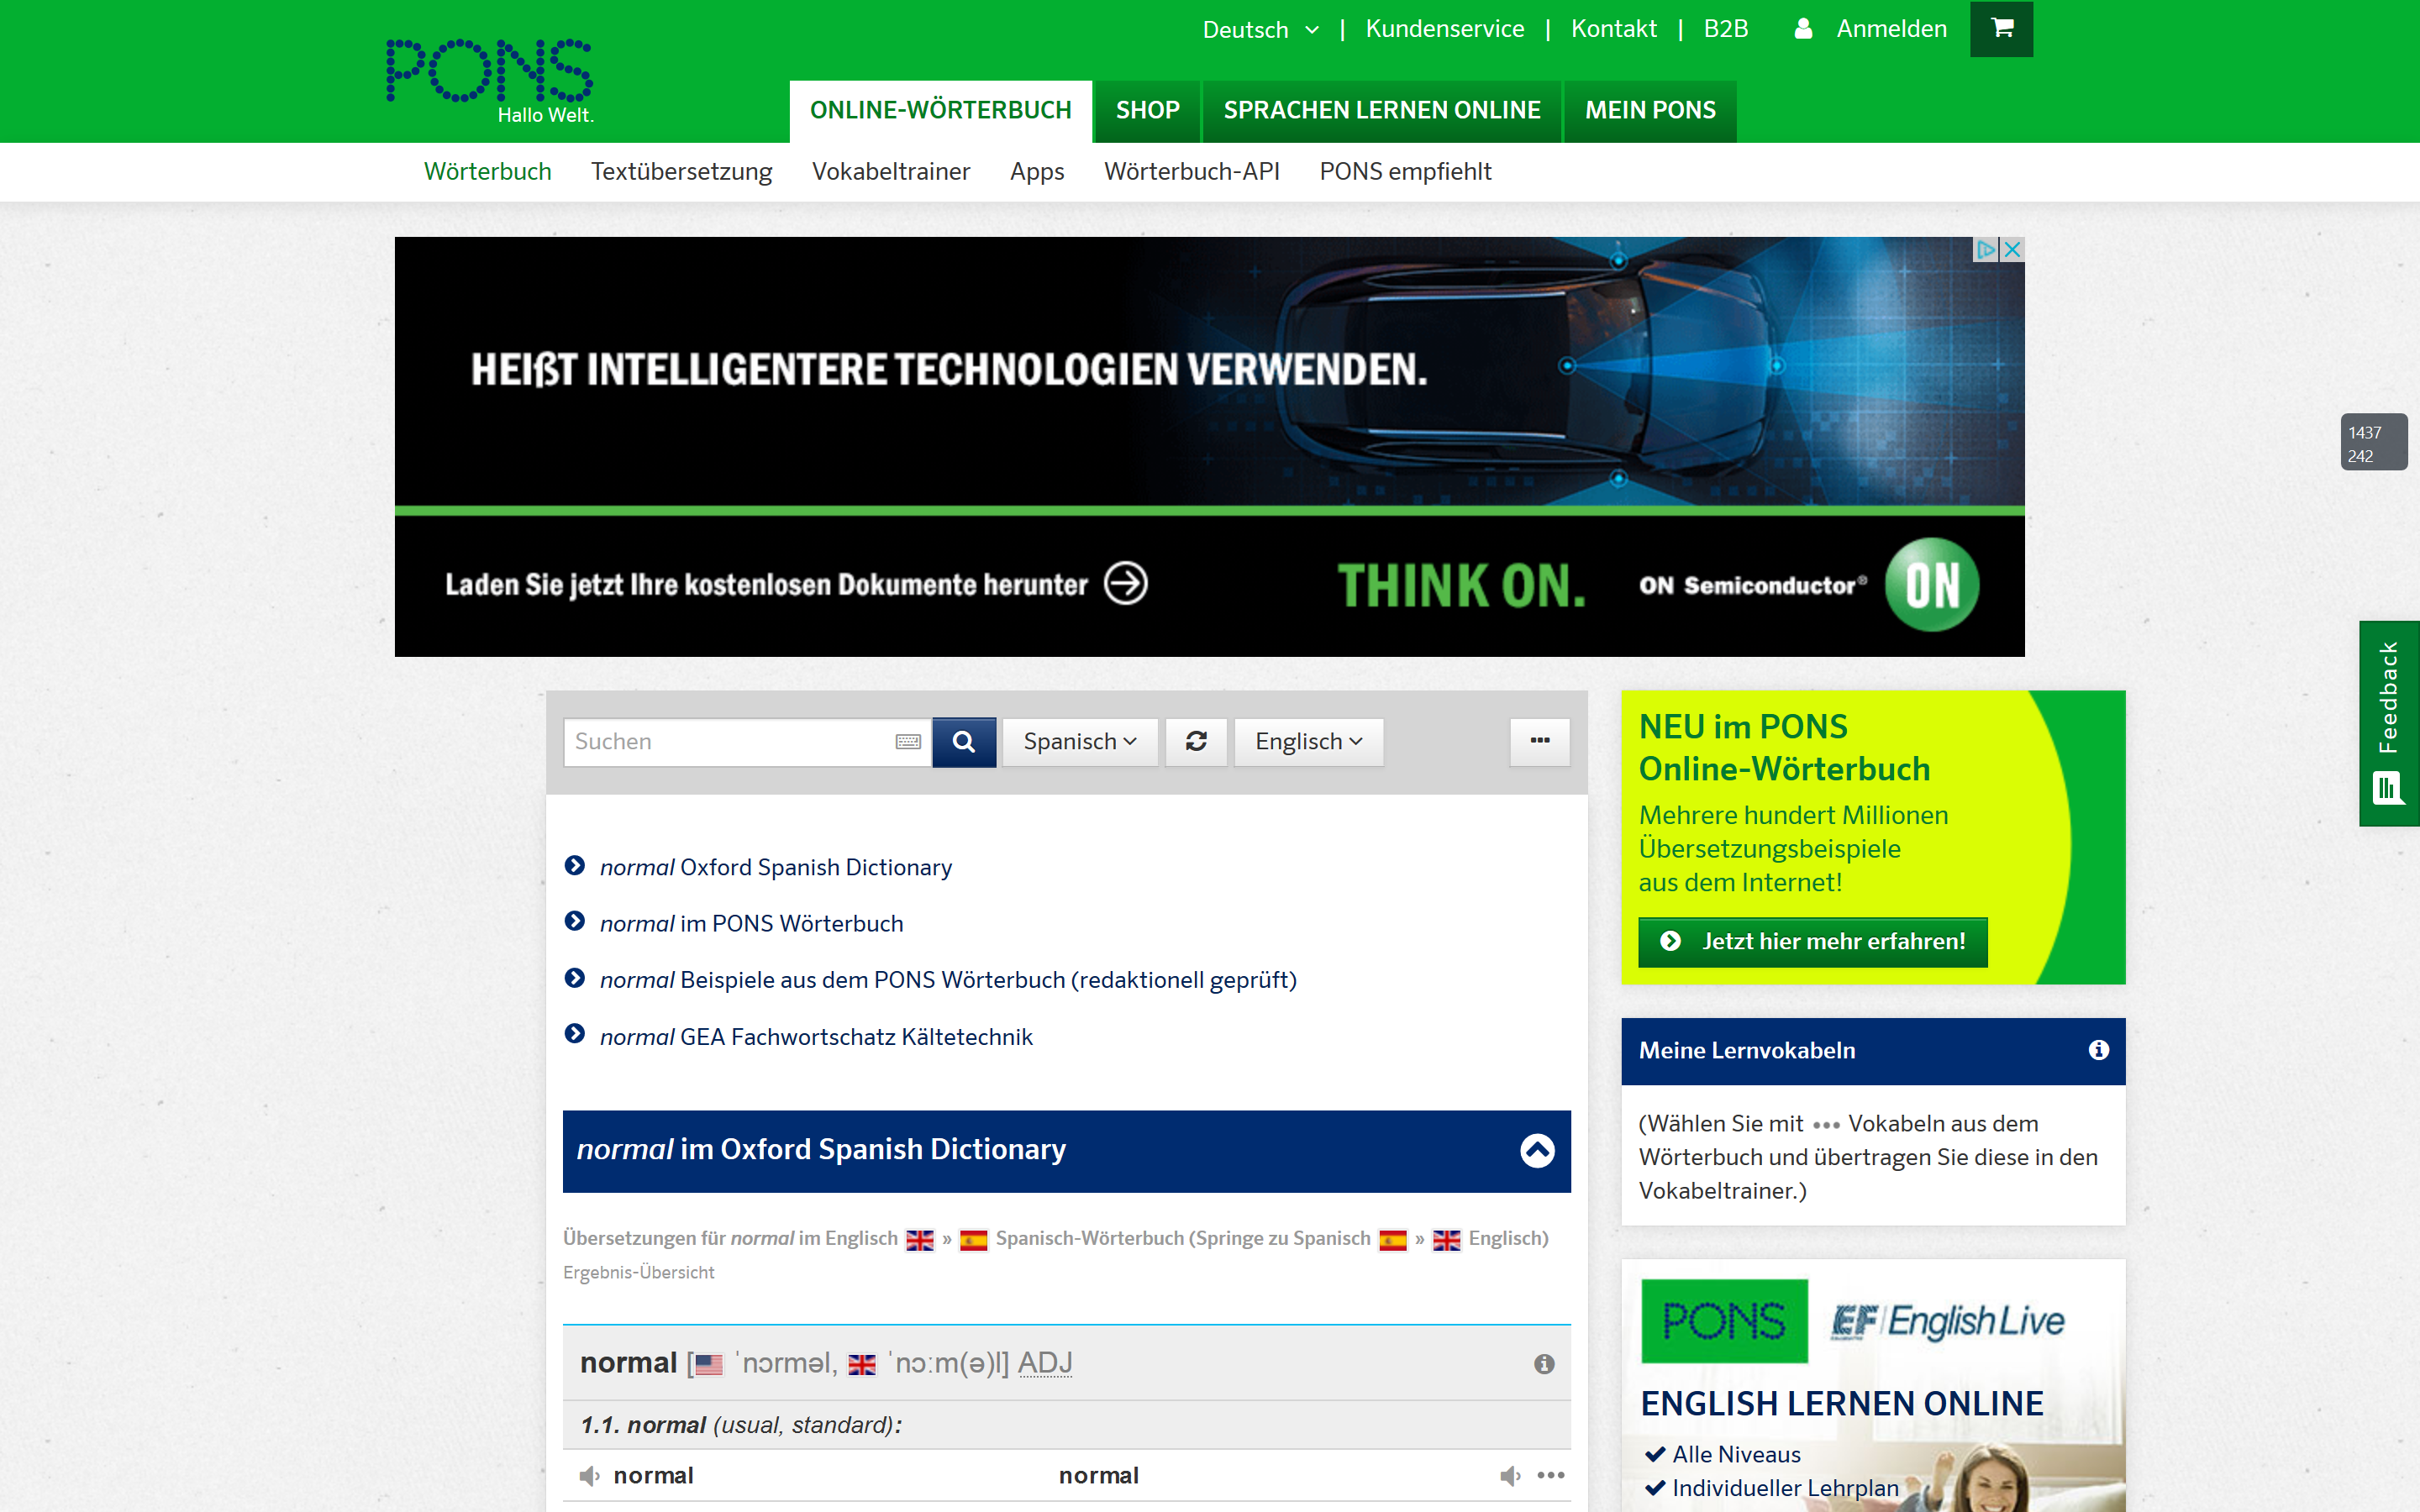 Deutsch | Kundenservice | Kontakt | B2B Anmelden
PONS
Hallo Welt.
ONLINE-WÖRTERBUCH SHOP SPRACHEN LERNEN ONLINE MEIN PONS
Wörterbuch Textübersetzung Vokabeltrainer Apps Wörterbuch-API PONS empfiehlt
HEIßT INTELLIGENTERE TECHNOLOGIEN VERWENDEN.
Laden Sie jetzt Ihre kostenlosen Dokumente herunter THINK ON. ON Semiconductor® ON
1437
242
Feedback
Suchen Spanisch Englisch
normal Oxford Spanish Dictionary
normal im PONS Wörterbuch
normal Beispiele aus dem PONS Wörterbuch (redaktionell geprüft)
normal GEA Fachwortschatz Kältetechnik
normal im Oxford Spanish Dictionary
Übersetzungen für normal im Englisch » Spanisch-Wörterbuch (Springe zu Spanisch » Englisch)
Ergebnis-Übersicht
normal [ ˈnɔrməl, ˈnɔːm(ə)l] ADJ
1.1. normal (usual, standard):
normal normal
NEU im PONS
Online-Wörterbuch
Mehrere hundert Millionen
Übersetzungsbeispiele
aus dem Internet!
Jetzt hier mehr erfahren!
Meine Lernvokabeln
(Wählen Sie mit ••• Vokabeln aus dem
Wörterbuch und übertragen Sie diese in den
Vokabeltrainer.)
PONS EF English Live
ENGLISH LERNEN ONLINE
Alle Niveaus
Individueller Lehrplan